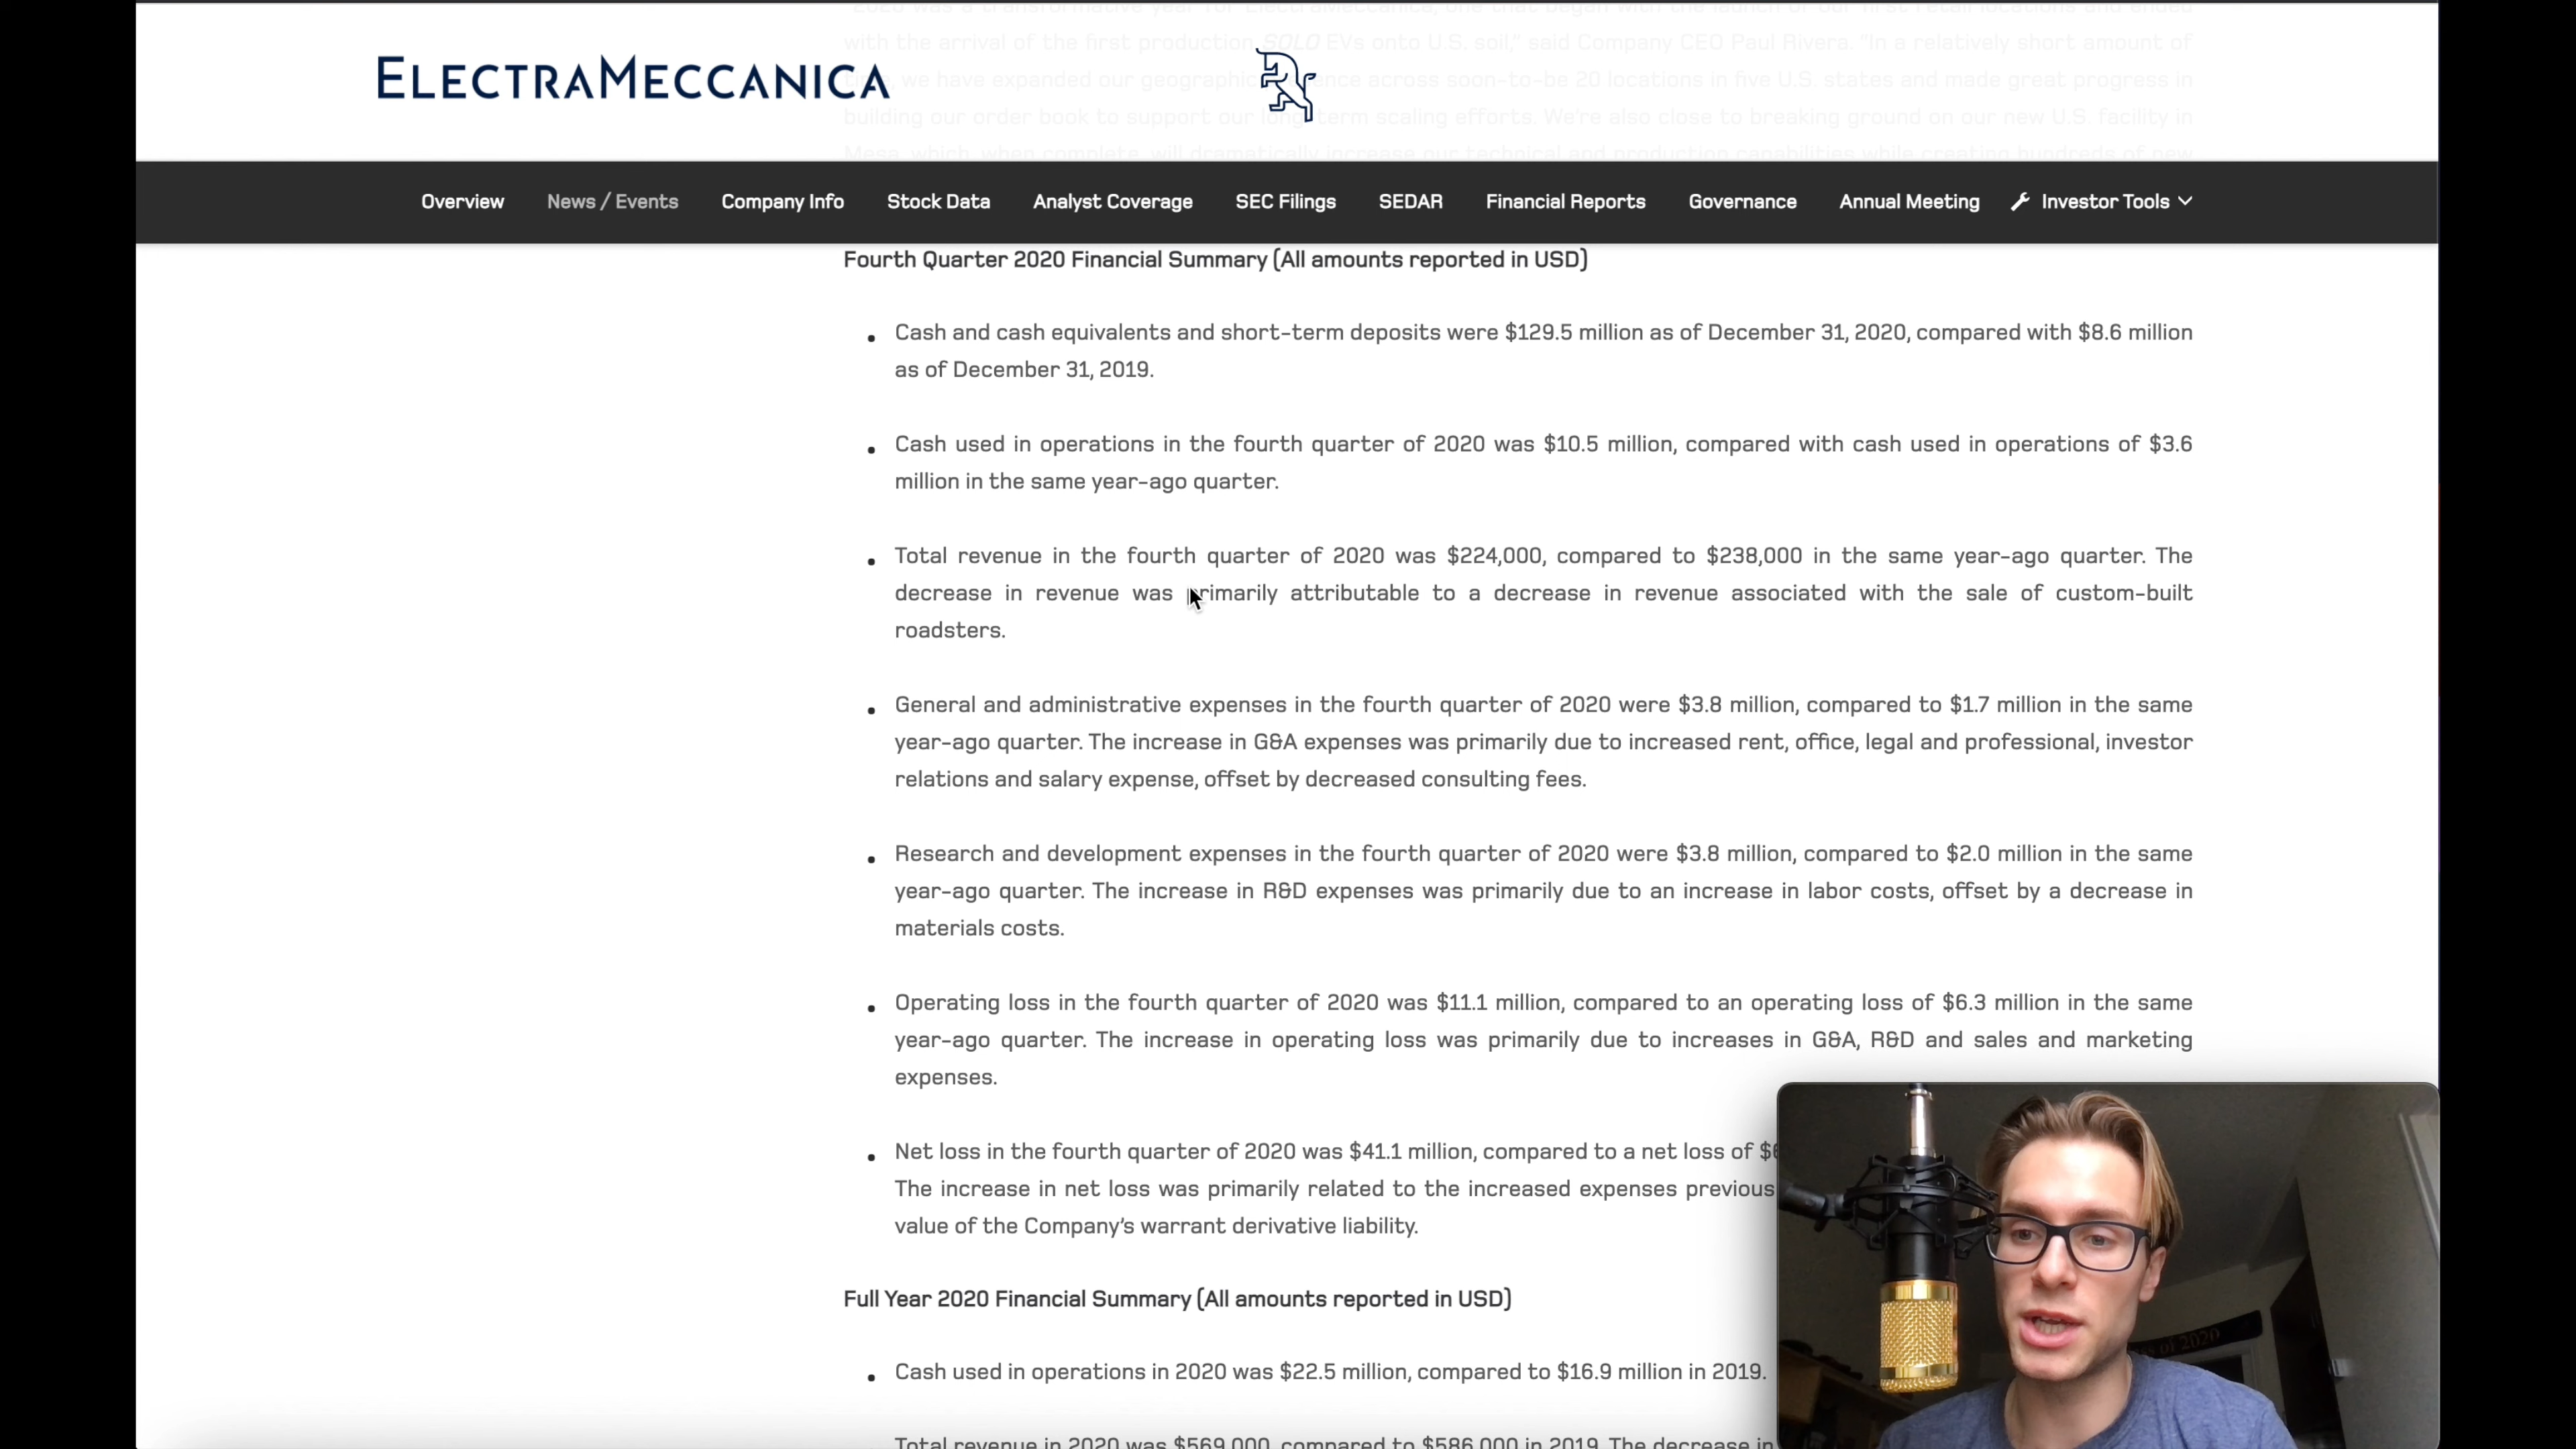 "2020 was a transformative year for ElectraMeccanica, one that began with the launch of our first retail locations and ended
with the arrival of the first production SOLO EVs onto U.S. soil," said Company CEO Paul Rivera. "In a relatively short amount of
we have expanded our geographic across soon-to-be 20 locations in five U.S. states and made great progress in
building our order book to support our long-term scaling efforts. We're also close to breaking ground on our new U.S. facility in
Mesa, which, when complete, will dramatically increase our technical and production capabilities while creating hundreds of new
ELECTRAMECCANICA
Overview News / Events Company Info Stock Data Analyst Coverage SEC Filings SEDAR Financial Reports Governance Annual Meeting Investor Tools
Fourth Quarter 2020 Financial Summary (All amounts reported in USD)
• Cash and cash equivalents and short-term deposits were $129.5 million as of December 31, 2020, compared with $8.6 million
as of December 31, 2019.
• Cash used in operations in the fourth quarter of 2020 was $10.5 million, compared with cash used in operations of $3.6
million in the same year-ago quarter.
• Total revenue in the fourth quarter of 2020 was $224,000, compared to $238,000 in the same year-ago quarter. The
decrease in revenue was primarily attributable to a decrease in revenue associated with the sale of custom-built
roadsters.
• General and administrative expenses in the fourth quarter of 2020 were $3.8 million, compared to $1.7 million in the same
year-ago quarter. The increase in G&A expenses was primarily due to increased rent, office, legal and professional, investor
relations and salary expense, offset by decreased consulting fees.
• Research and development expenses in the fourth quarter of 2020 were $3.8 million, compared to $2.0 million in the same
year-ago quarter. The increase in R&D expenses was primarily due to an increase in labor costs, offset by a decrease in
materials costs.
• Operating loss in the fourth quarter of 2020 was $11.1 million, compared to an operating loss of $6.3 million in the same
year-ago quarter. The increase in operating loss was primarily due to increases in G&A, R&D and sales and marketing
expenses.
• Net loss in the fourth quarter of 2020 was $41.1 million, compared to a net loss of
The increase in net loss was primarily related to the increased expenses previous
value of the Company's warrant derivative liability.
Full Year 2020 Financial Summary (All amounts reported in USD)
• Cash used in operations in 2020 was $22.5 million, compared to $16.9 million in 2019.
Total revenue in 2020 was $569,000, compared to $586,000 in 2019. The decrease in
of 2020